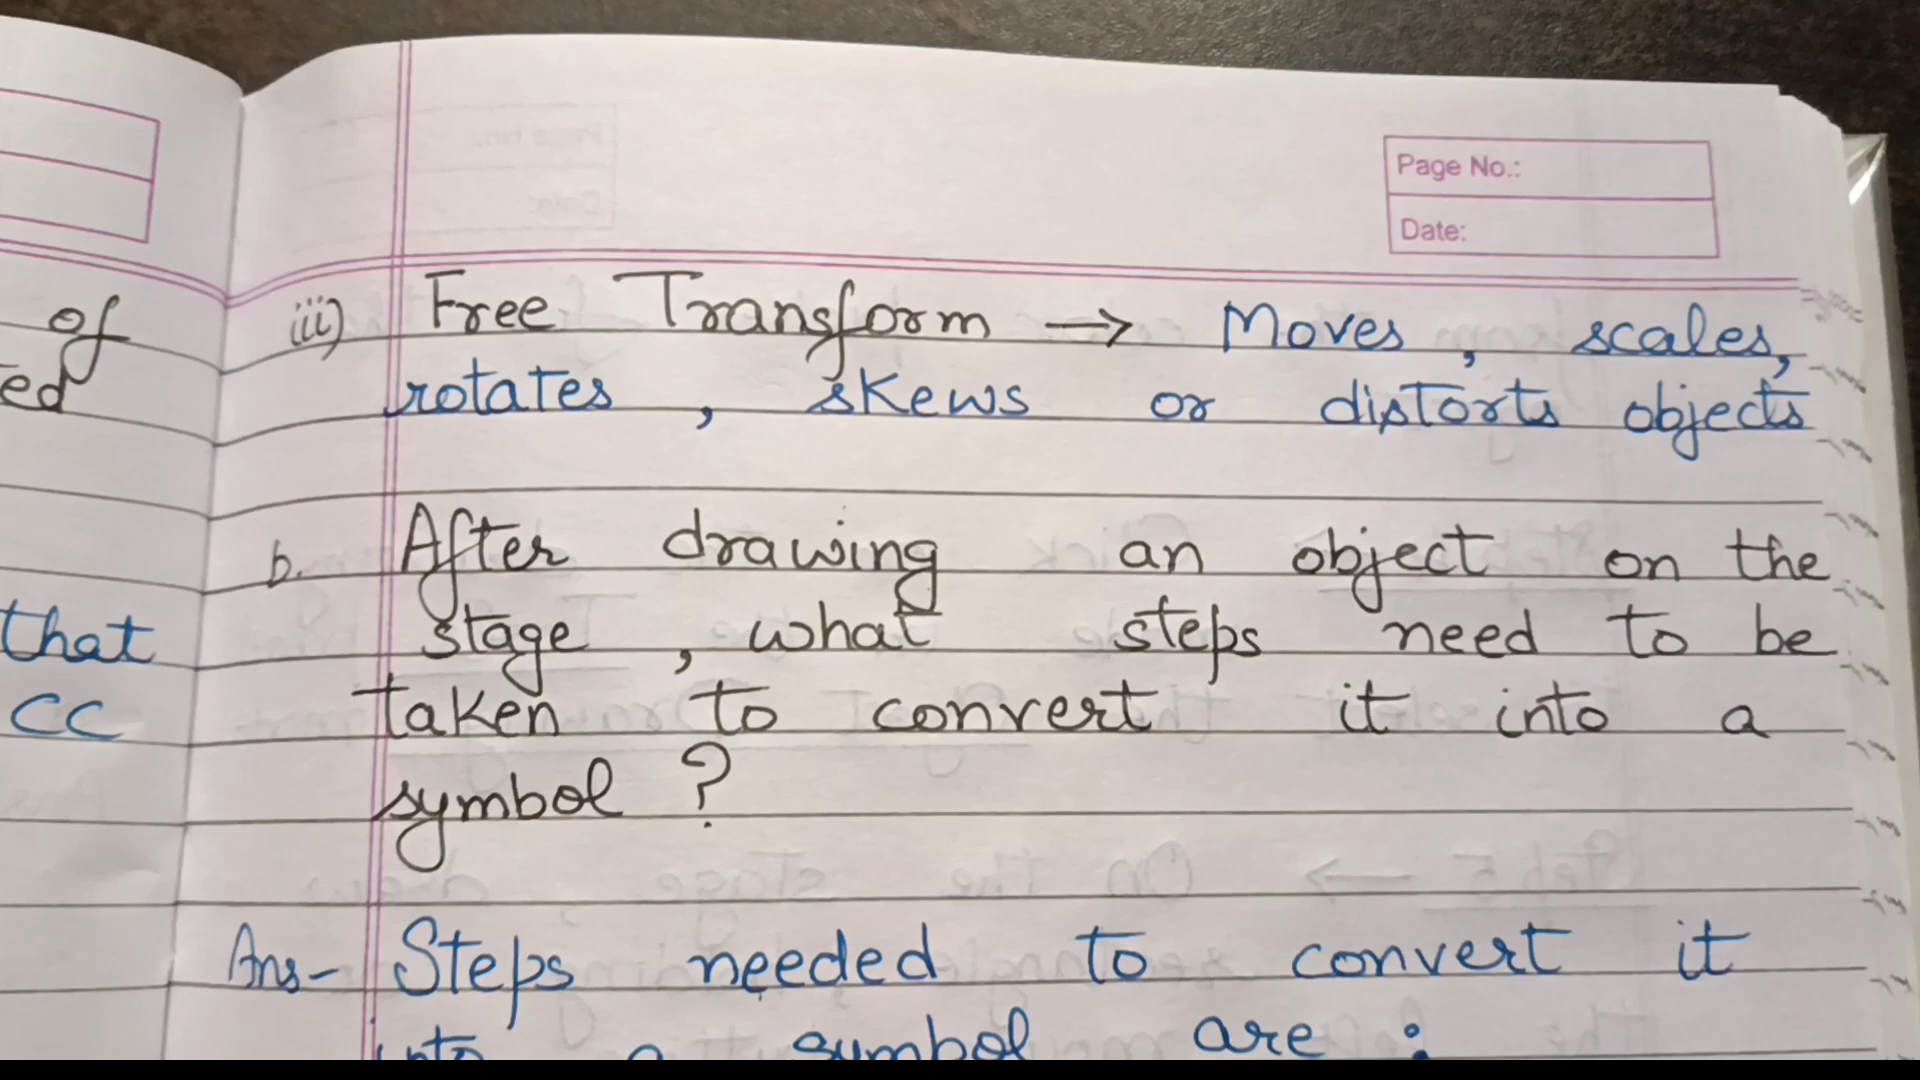 Page No.:
Date:
of
ed
that
CC
iii) Free Transform → Moves, scales,
rotates, skews or distorts objects
b. After drawing an object on the
stage, what steps need to be
taken to convert it into a
symbol?
Ans- Steps needed to convert it
into a symbol are :